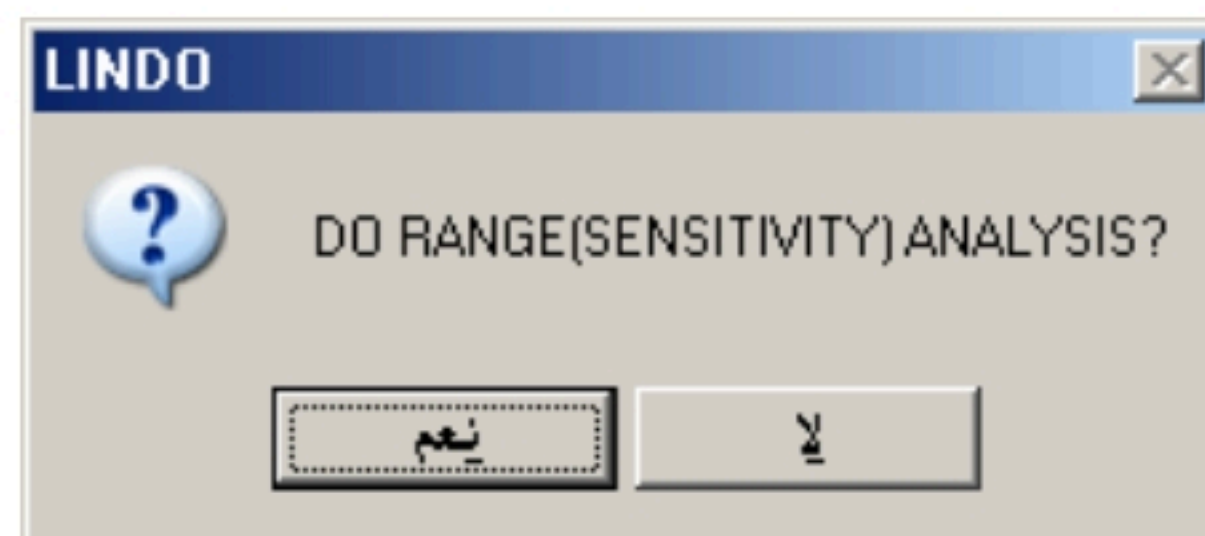 LINDO
DO RANGE(SENSITIVITY) ANALYSIS?
نعم لا